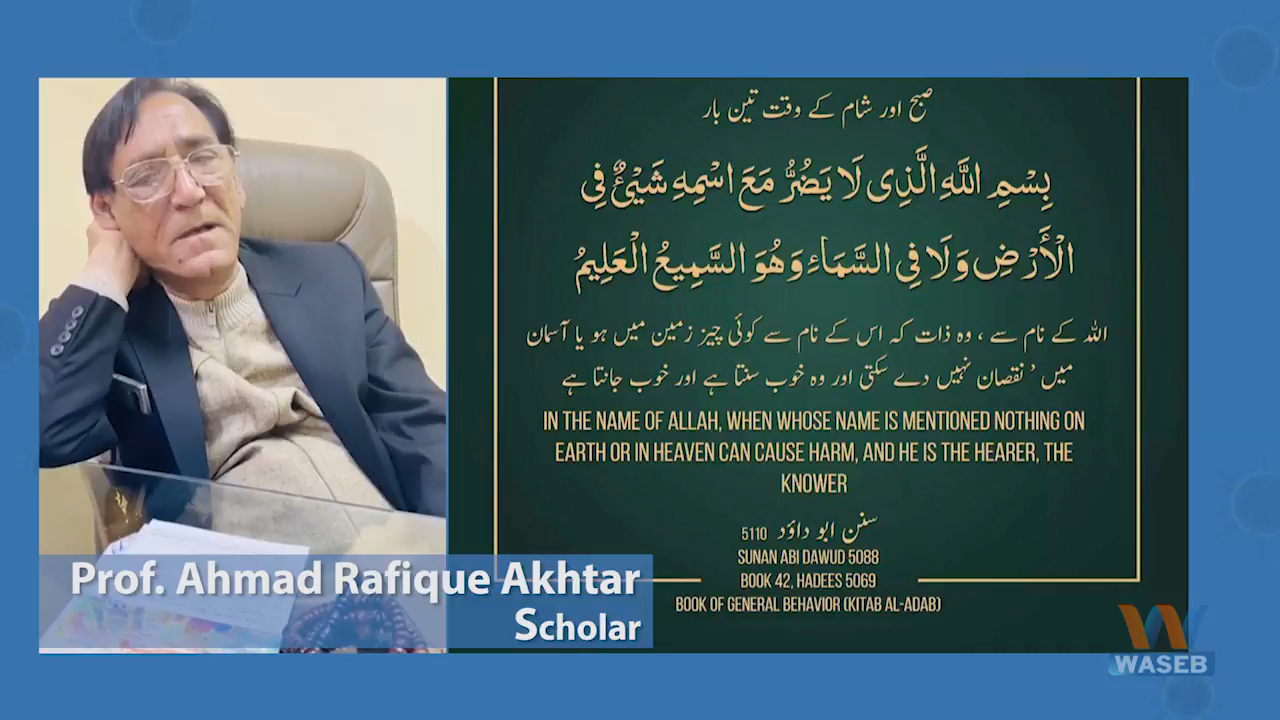 صبح اور شام کے وقت تین بار
بِسْمِ اللَّهِ الَّذِی لَا یَضُرُّ مَعَ اسْمِهِ شَیْئٌ فِی
الْأَرْضِ وَلَا فِی السَّمَاءِ وَهُوَ السَّمِیعُ الْعَلِیمُ
اللہ کے نام سے ، وہ ذات کہ اس کے نام سے کوئی چیز زمین میں ہو یا آسمان
میں ' نقصان نہیں دے سکتی اور وہ خوب سنتا ہے اور خوب جانتا ہے
IN THE NAME OF ALLAH, WHEN WHOSE NAME IS MENTIONED NOTHING ON
EARTH OR IN HEAVEN CAN CAUSE HARM, AND HE IS THE HEARER, THE
KNOWER
سنن ابو داؤد 5110
SUNAN ABI DAWUD 5088
BOOK 42, HADEES 5069
BOOK OF GENERAL BEHAVIOR (KITAB AL-ADAB)
Prof. Ahmad Rafique Akhtar
Scholar
WASEB